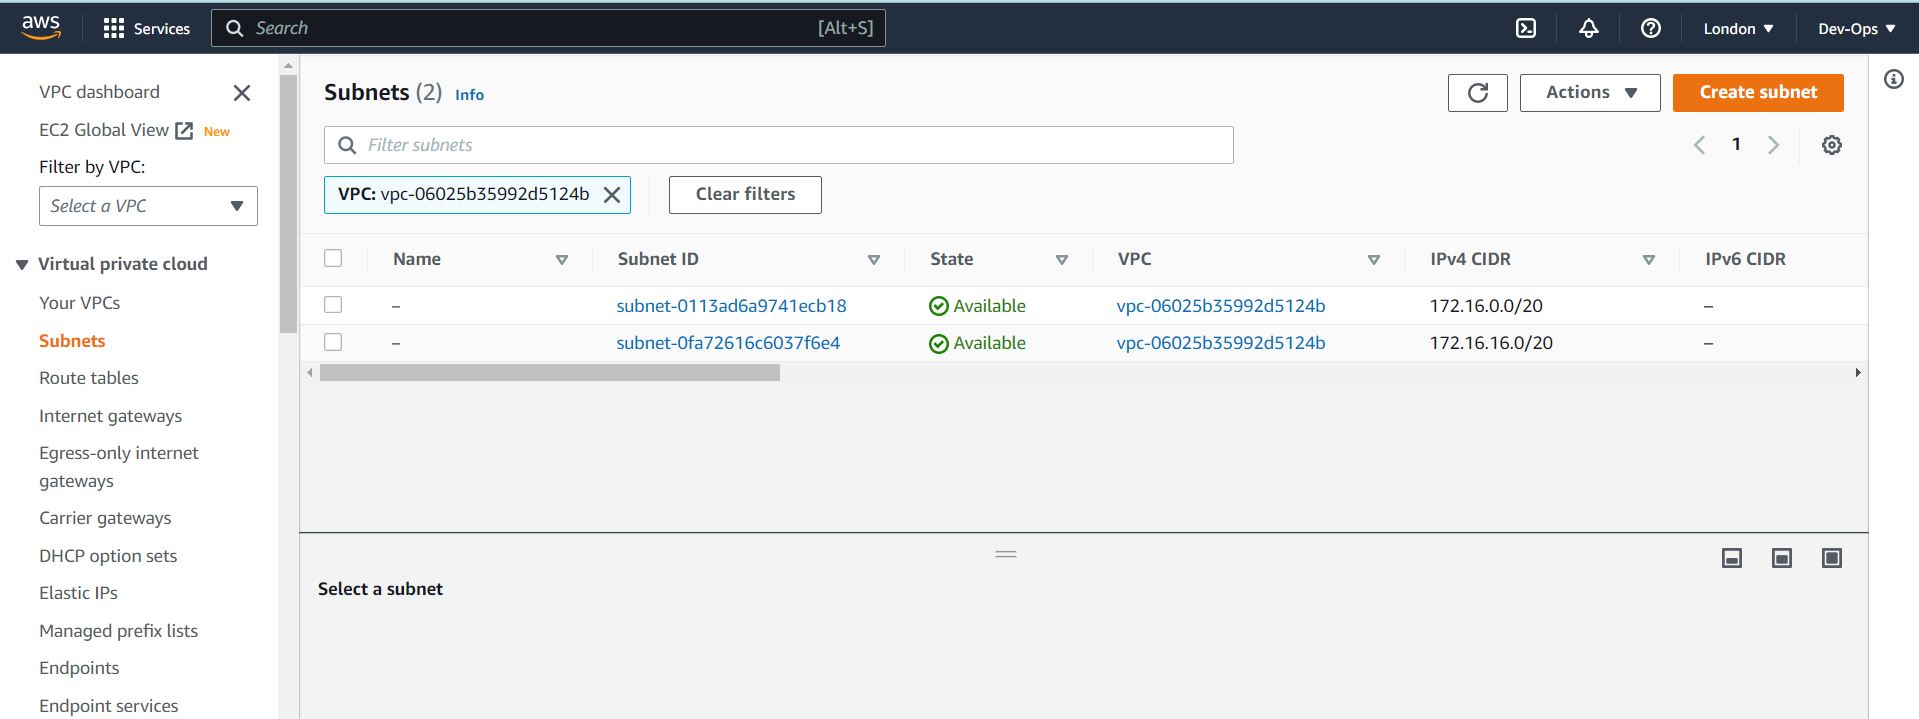 aws
Services
Search [Alt+S]
London
Dev-Ops
VPC dashboard
EC2 Global View New
Filter by VPC:
Select a VPC
Virtual private cloud
Your VPCs
Subnets
Route tables
Internet gateways
Egress-only internet
gateways
Carrier gateways
DHCP option sets
Elastic IPs
Managed prefix lists
Endpoints
Endpoint services
Subnets (2) Info
Actions
Create subnet
Filter subnets
1
VPC: vpc-06025b35992d5124b
Clear filters
Name Subnet ID State VPC IPv4 CIDR IPv6 CIDR
– subnet-0113ad6a9741ecb18 Available vpc-06025b35992d5124b 172.16.0.0/20 –
– subnet-0fa72616c6037f6e4 Available vpc-06025b35992d5124b 172.16.16.0/20 –
Select a subnet